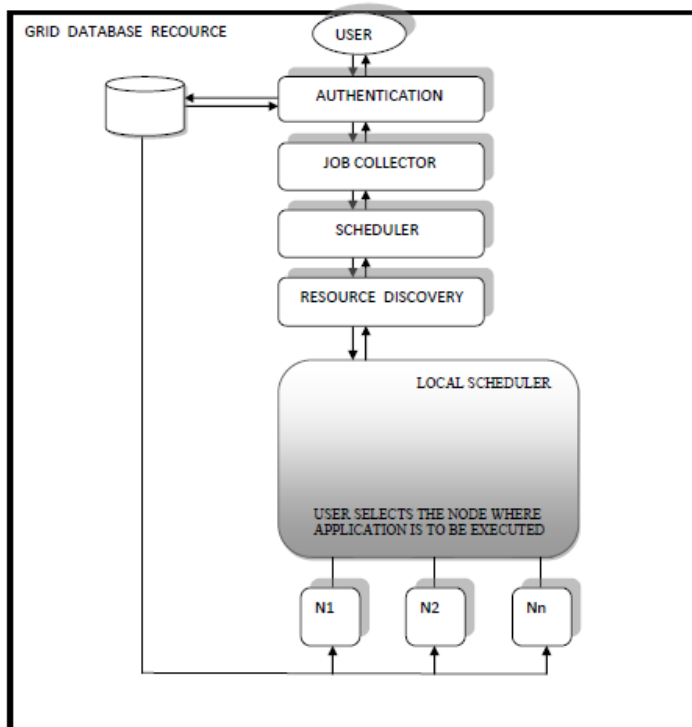 GRID DATABASE RECOURCE
USER
AUTHENTICATION
JOB COLLECTOR
SCHEDULER
RESOURCE DISCOVERY
LOCAL SCHEDULER
USER SELECTS THE NODE WHERE
APPLICATION IS TO BE EXECUTED
N1
N2
Nn